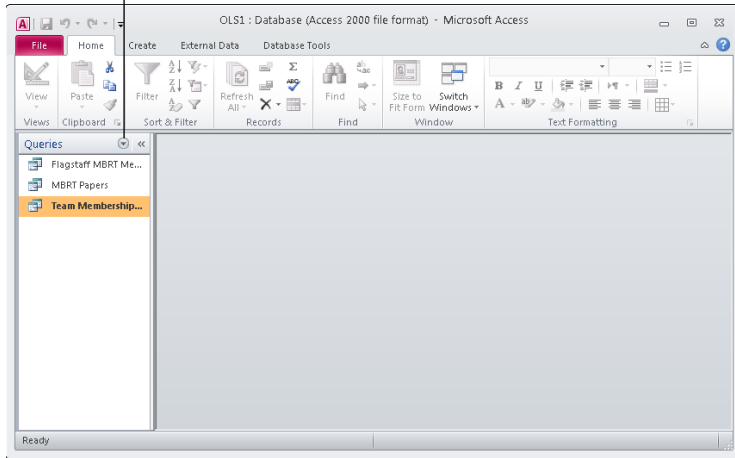 OLS1 : Database (Access 2000 file format) - Microsoft Access
File Home Create External Data Database Tools
View
Paste
Filter
Refresh
All
Find
Size to
Fit Form
Switch
Windows
B I U
A ab
Views Clipboard Sort & Filter Records Find Window Text Formatting
Queries
Flagstaff MBRT Me...
MBRT Papers
Team Membership...
Ready